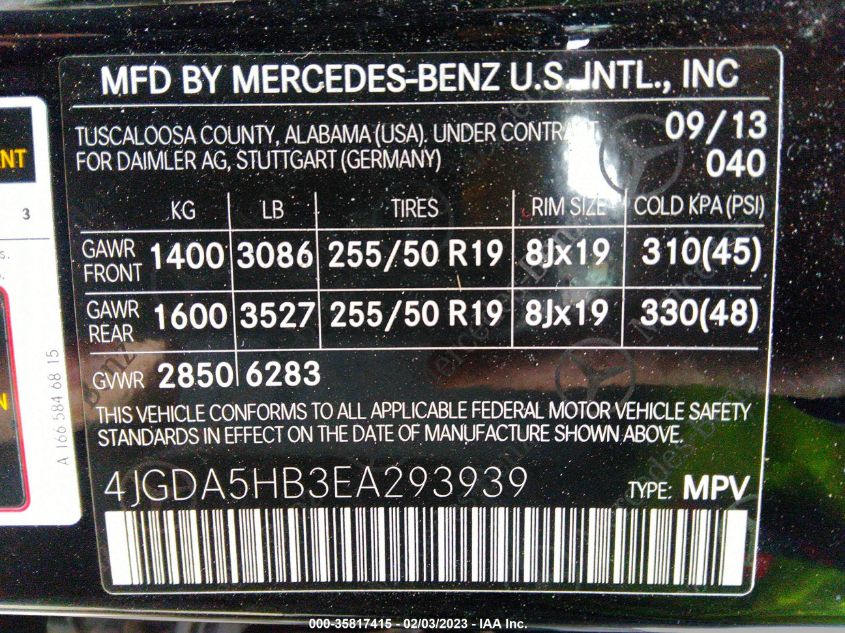 MFD BY MERCEDES-BENZ U.S. INTL., INC
TUSCALOOSA COUNTY, ALABAMA (USA). UNDER CONTRACT 09/13
FOR DAIMLER AG, STUTTGART (GERMANY) 040
KG LB TIRES RIM SIZE COLD KPA (PSI)
GAWR FRONT 1400 3086 255/50 R19 8Jx19 310(45)
GAWR REAR 1600 3527 255/50 R19 8Jx19 330(48)
GVWR 2850 6283
THIS VEHICLE CONFORMS TO ALL APPLICABLE FEDERAL MOTOR VEHICLE SAFETY
STANDARDS IN EFFECT ON THE DATE OF MANUFACTURE SHOWN ABOVE.
4JGDA5HB3EA293939 TYPE: MPV
A 166 584 68 15
3
000-35817415 - 02/03/2023 - IAA Inc.